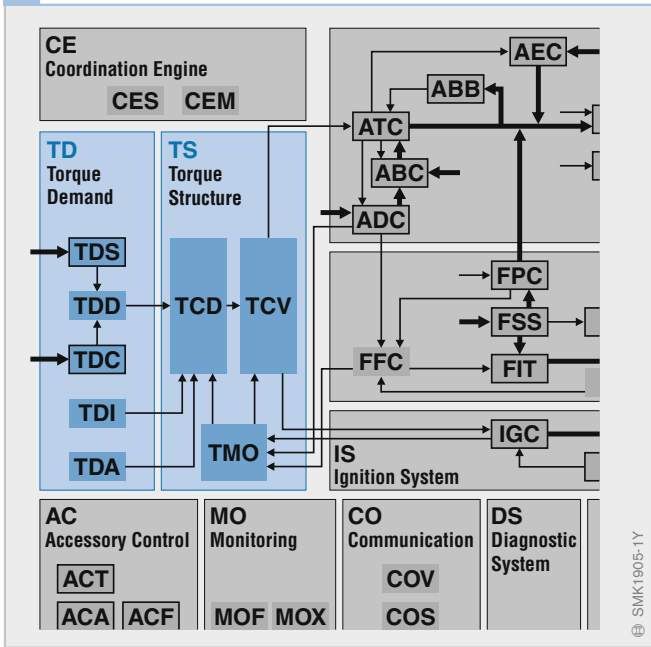 CE
Coordination Engine
CES CEM
TD
Torque
Demand
TDS
TDD
TDC
TDI
TDA
TS
Torque
Structure
TCD TCV
TMO
AEC
ABB
ATC
ABC
ADC
FPC
FSS
FFC FIT
IGC
IS
Ignition System
AC
Accessory Control
ACT
ACA ACF
MO
Monitoring
MOF MOX
CO
Communication
COV
COS
DS
Diagnostic
System
SMK1905-1Y